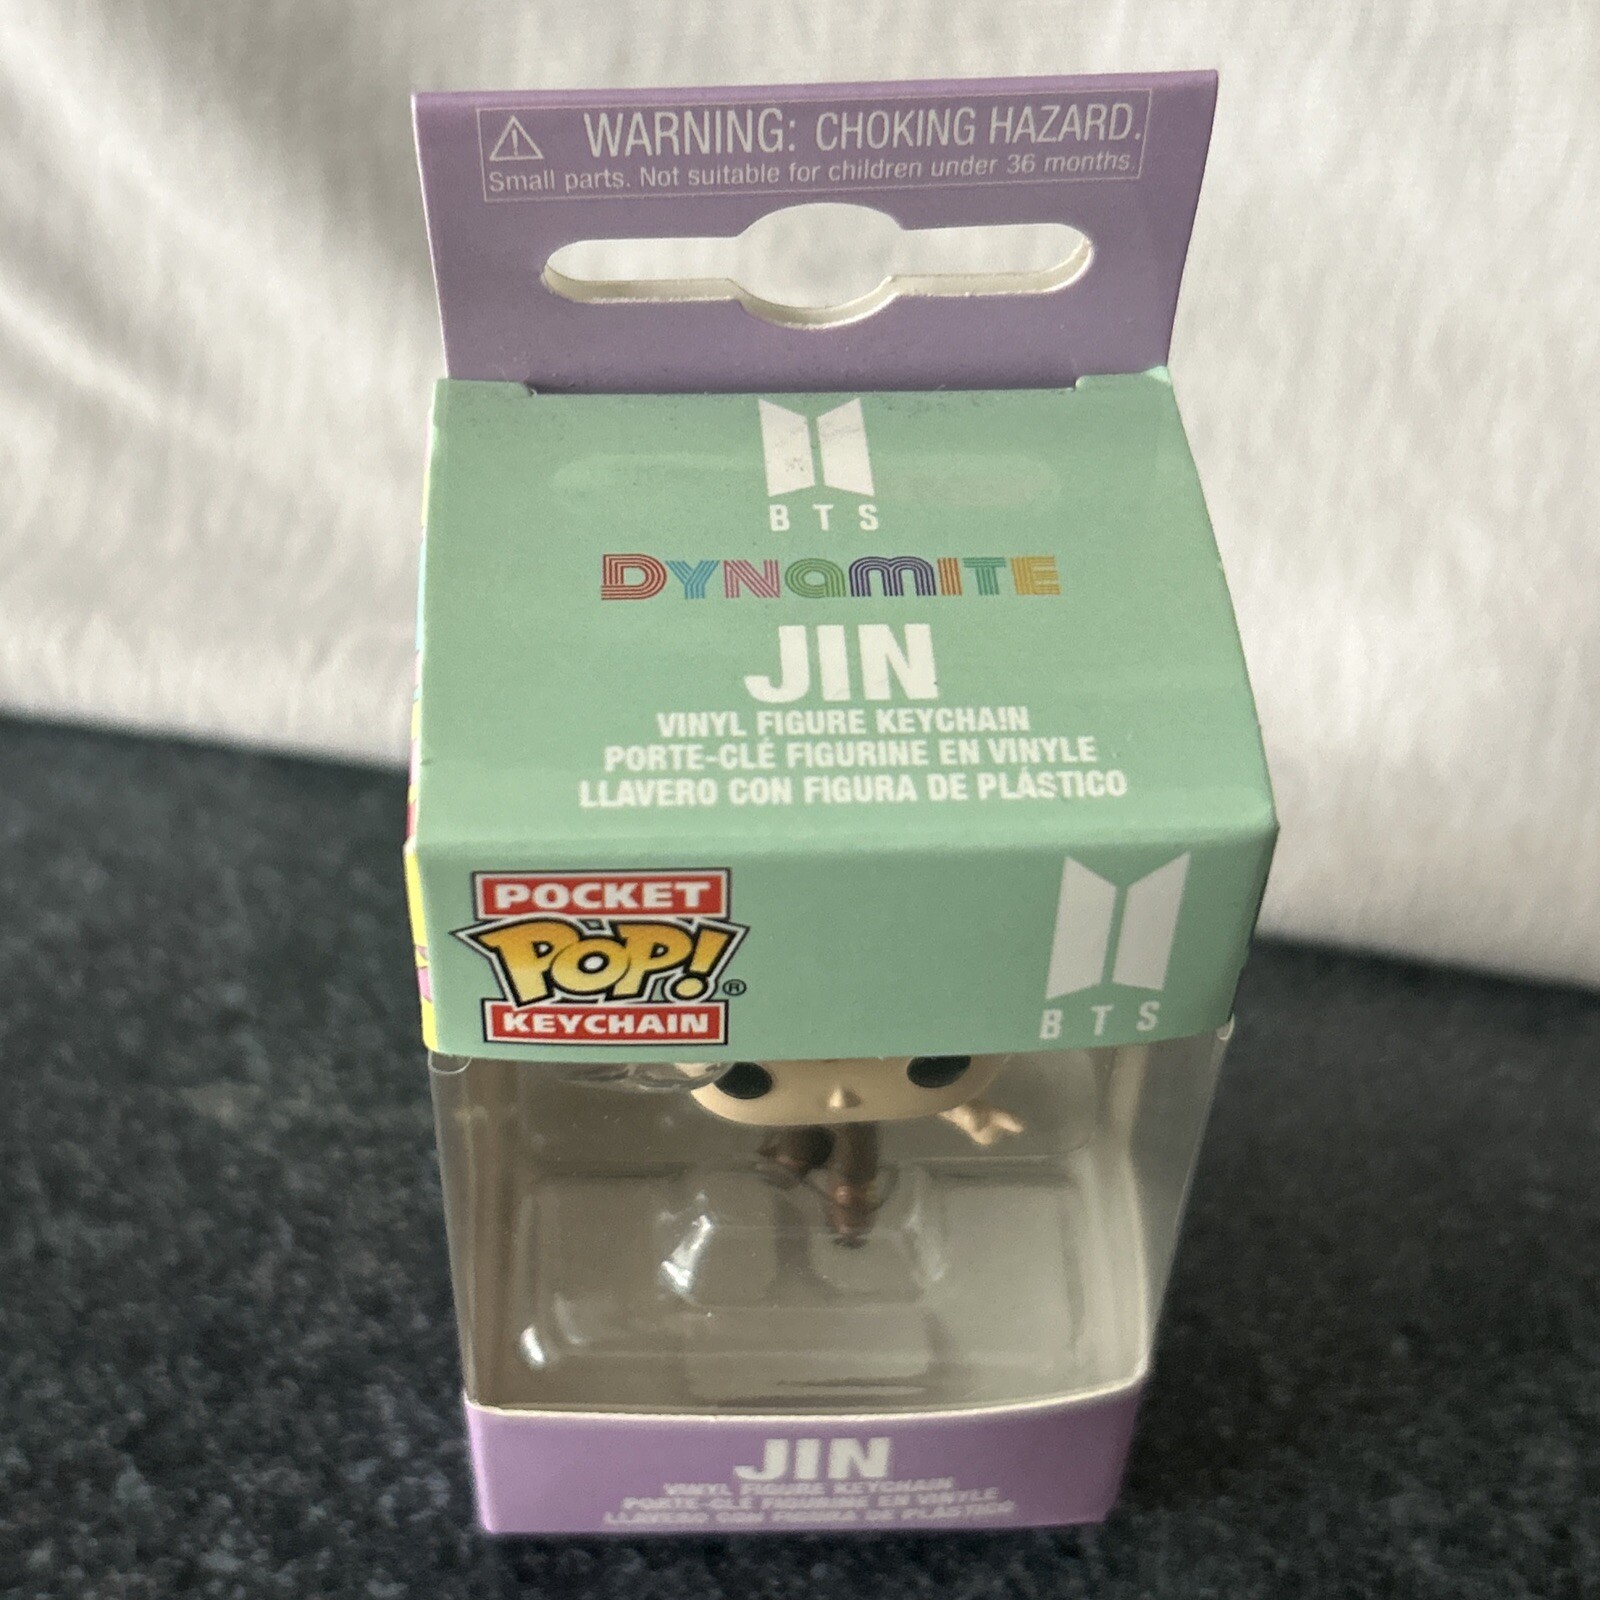 WARNING: CHOKING HAZARD.
Small parts. Not suitable for children under 36 months.
BTS
DYNAMITE
JIN
VINYL FIGURE KEYCHAIN
PORTE-CLÉ FIGURINE EN VINYLE
LLAVERO CON FIGURA DE PLÁSTICO
POCKET
POP!®
KEYCHAIN
BTS
JIN
VINYL FIGURE KEYCHAIN
PORTE-CLÉ FIGURINE EN VINYLE
LLAVERO CON FIGURA DE PLÁSTICO